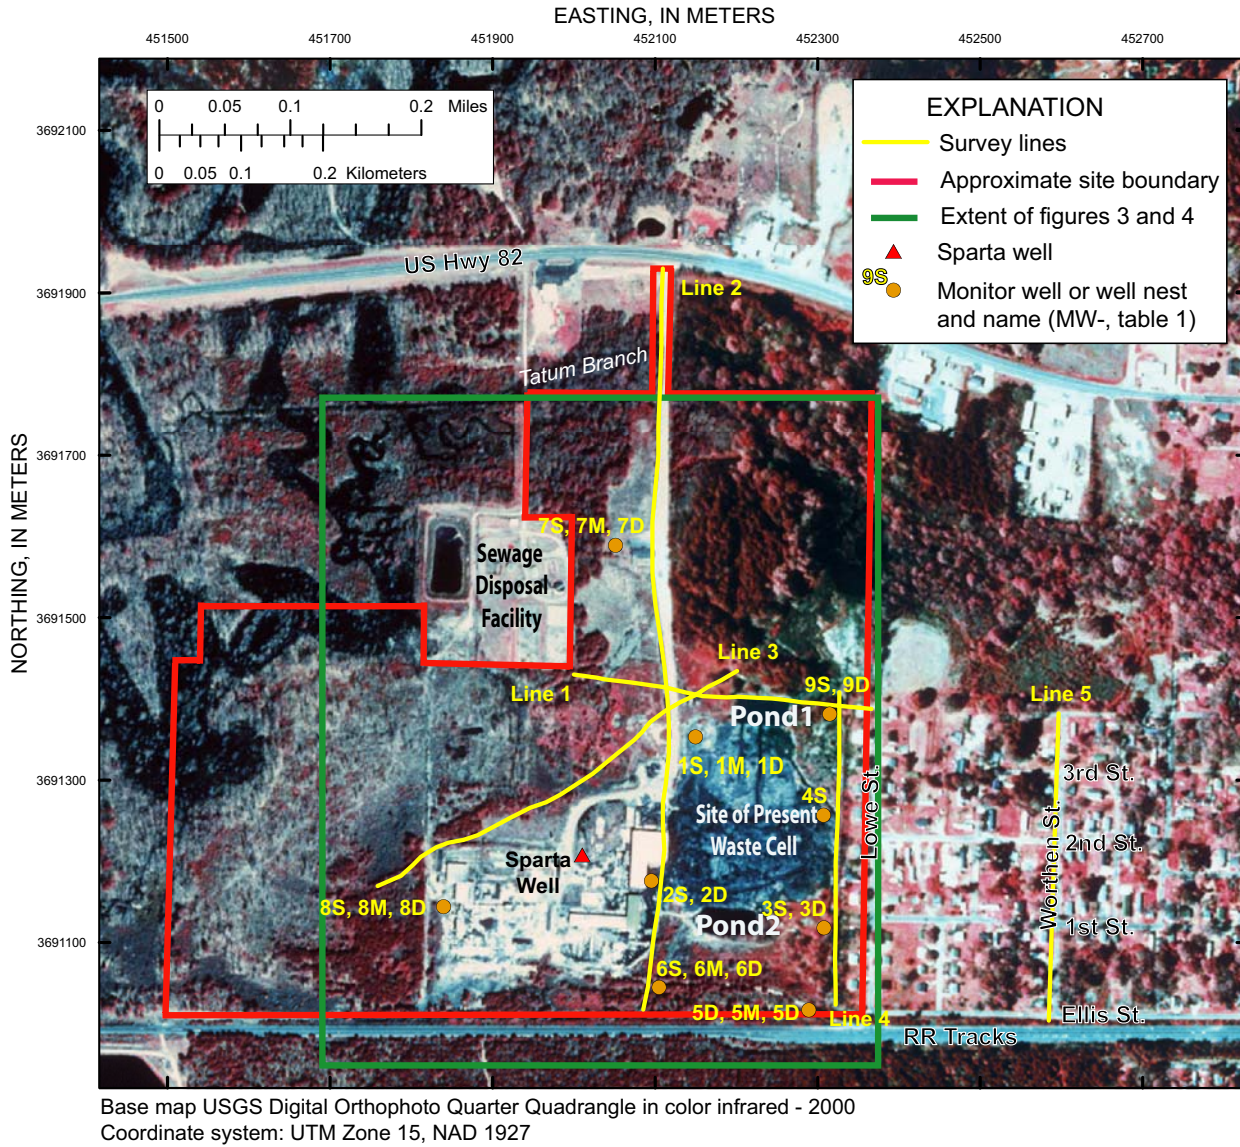 EASTING, IN METERS
451500 451700 451900 452100 452300 452500 452700
NORTHING, IN METERS
3692100
3691900
3691700
3691500
3691300
3691100
0 0.05 0.1 0.2 Miles
0 0.05 0.1 0.2 Kilometers
EXPLANATION
Survey lines
Approximate site boundary
Extent of figures 3 and 4
Sparta well
9S
Monitor well or well nest
and name (MW-, table 1)
US Hwy 82
Line 2
Tatum Branch
7S, 7M, 7D
Sewage
Disposal
Facility
Line 3
Line 1
9S, 9D
Line 5
Pond1
1S, 1M, 1D
3rd St.
4S
Site of Present
Waste Cell
Lowe St.
Worthen St.
2nd St.
Sparta
Well
2S, 2D
8S, 8M, 8D
3S, 3D
Pond2
1st St.
6S, 6M, 6D
5D, 5M, 5D
Line 4
Ellis St.
RR Tracks
Base map USGS Digital Orthophoto Quarter Quadrangle in color infrared - 2000
Coordinate system: UTM Zone 15, NAD 1927